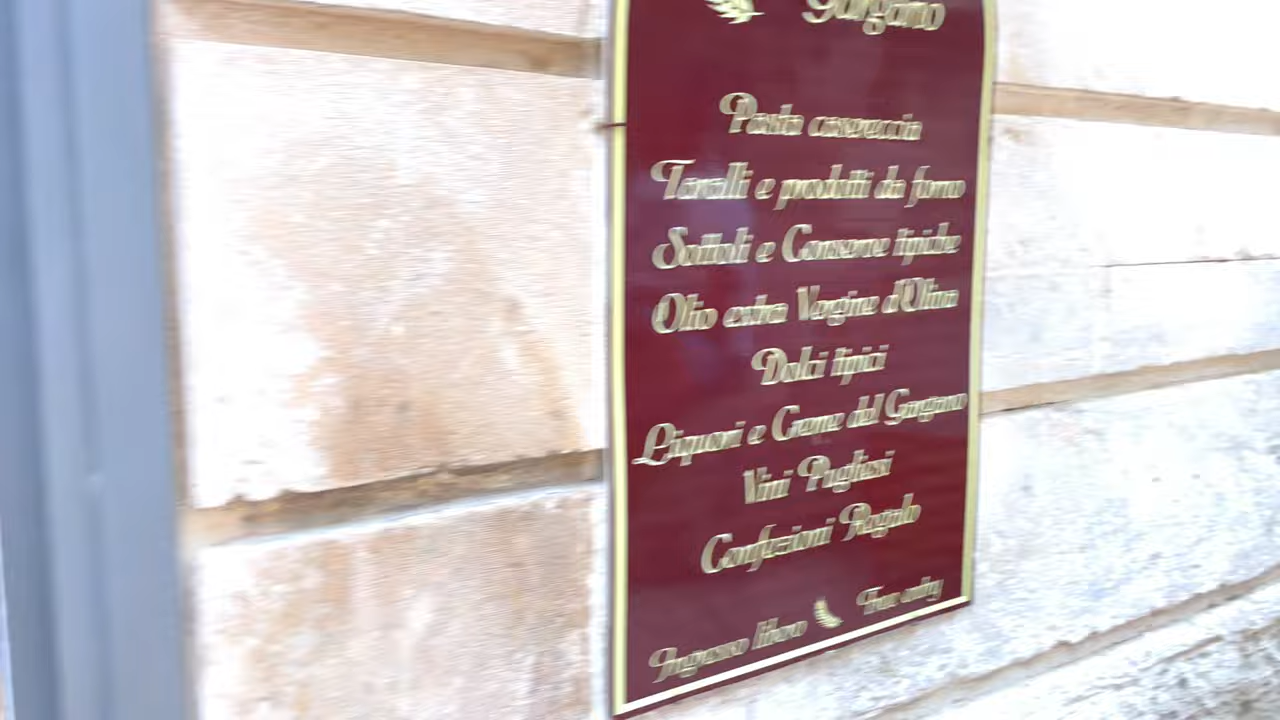 Gargano
Pasta casereccia
Taralli e prodotti da forno
Sottoli e Conserve tipiche
Olio extra Vergine d'Oliva
Dolci tipici
Liquori e Creme del Gargano
Vini Pugliesi
Confezioni Regalo
Ingresso libero Free entry